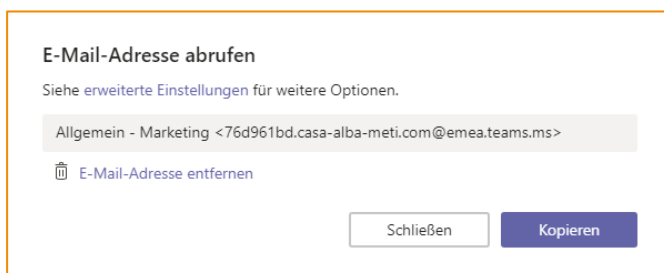 E-Mail-Adresse abrufen
Siehe erweiterte Einstellungen für weitere Optionen.
Allgemein - Marketing <76d961bd.casa-alba-meti.com@emea.teams.ms>
E-Mail-Adresse entfernen
Schließen
Kopieren